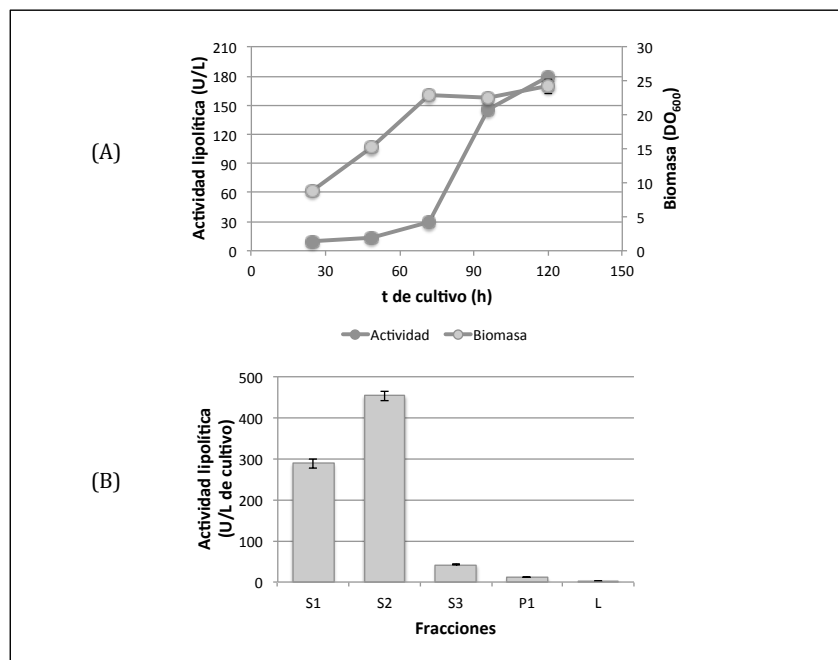 (A)
Actividad lipolítica (U/L)
210
180
150
120
90
60
30
0
30
25
20
15
10
5
0
Biomasa (DO600)
0 30 60 90 120 150
t de cultivo (h)
Actividad Biomasa
(B)
Actividad lipolítica
(U/L de cultivo)
500
400
300
200
100
0
S1 S2 S3 P1 L
Fracciones